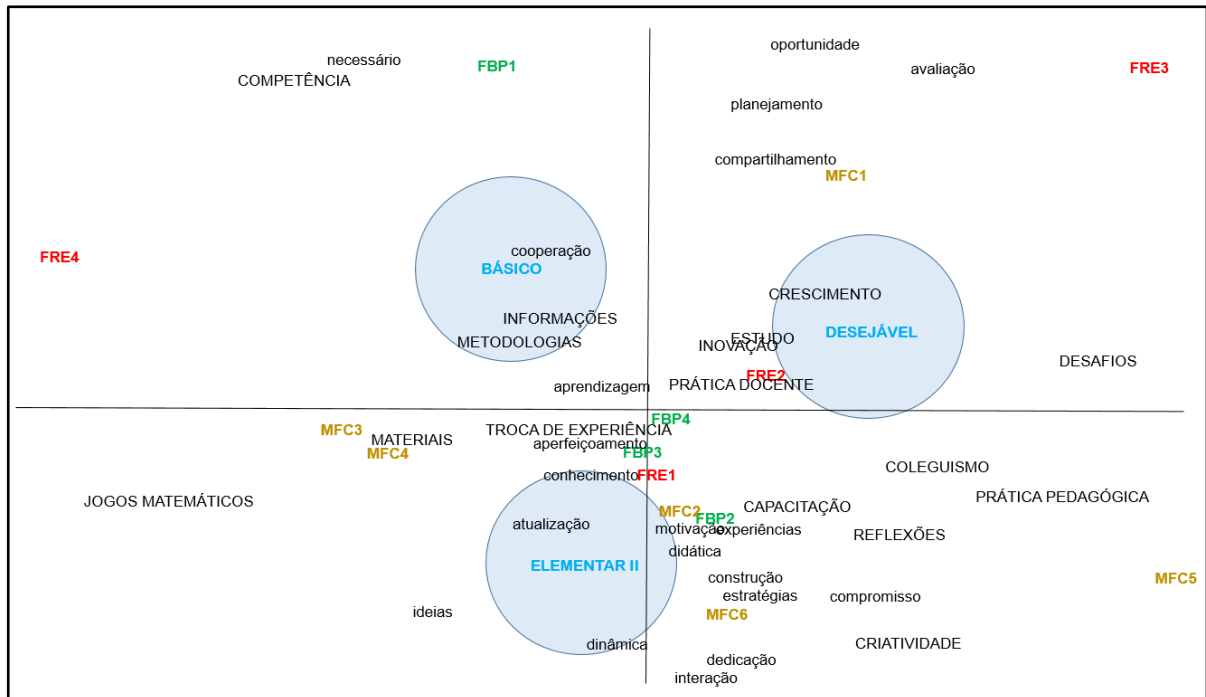 oportunidade
necessário
FBP1
avaliação
FRE3
COMPETÊNCIA
planejamento
compartilhamento
MFC1
cooperação
FRE4
BÁSICO
CRESCIMENTO
INFORMAÇÕES
DESEJÁVEL
ESTUDO
METODOLOGIAS
INOVAÇÃO
DESAFIOS
FRE2
aprendizagem
PRÁTICA DOCENTE
FBP4
MFC3
TROCA DE EXPERIÊNCIA
MATERIAIS
aperfeiçoamento
MFC4
FBP3
COLEGUISMO
conhecimento
FRE1
PRÁTICA PEDAGÓGICA
JOGOS MATEMÁTICOS
CAPACITAÇÃO
MFC2
FBP2
atualização
motivação
experiências
REFLEXÕES
didática
ELEMENTAR II
construção
MFC5
estratégias
compromisso
ideias
MFC6
dinâmica
CRIATIVIDADE
dedicação
interação